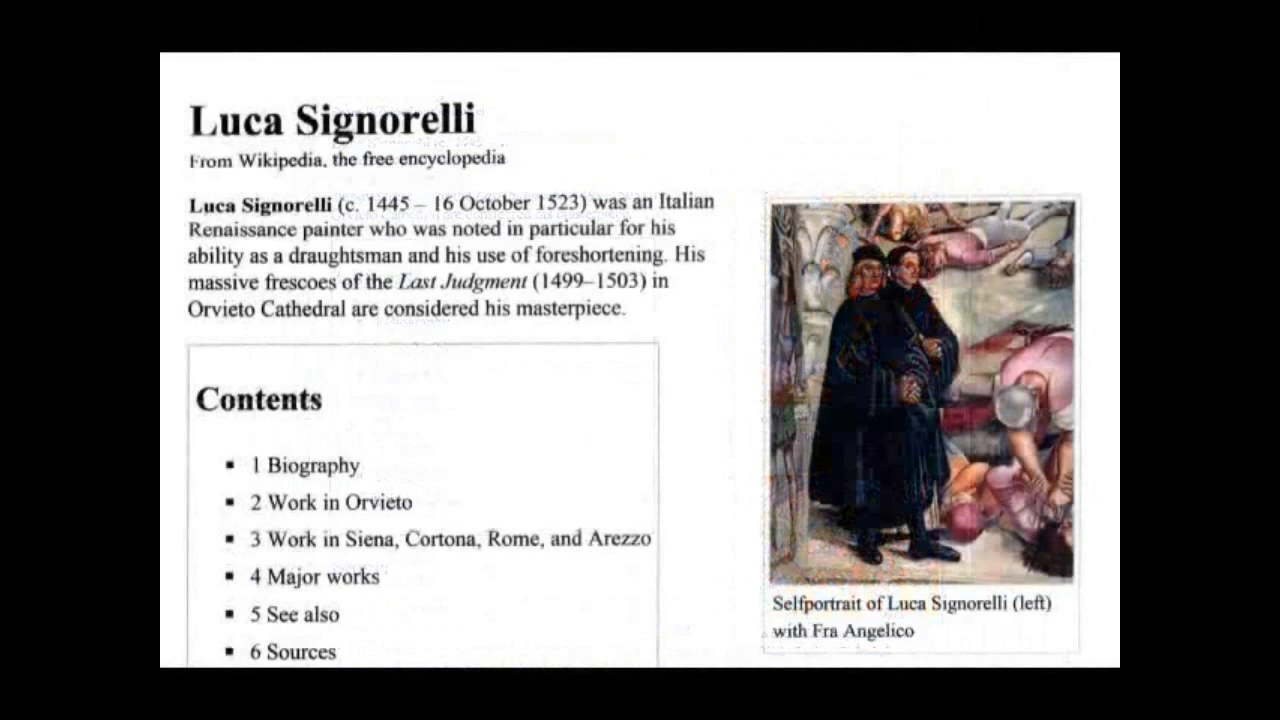 Luca Signorelli
From Wikipedia, the free encyclopedia
Luca Signorelli (c. 1445 – 16 October 1523) was an Italian
Renaissance painter who was noted in particular for his
ability as a draughtsman and his use of foreshortening. His
massive frescoes of the Last Judgment (1499–1503) in
Orvieto Cathedral are considered his masterpiece.
Contents
▪ 1 Biography
▪ 2 Work in Orvieto
▪ 3 Work in Siena, Cortona, Rome, and Arezzo
▪ 4 Major works
▪ 5 See also
▪ 6 Sources
Selfportrait of Luca Signorelli (left)
with Fra Angelico